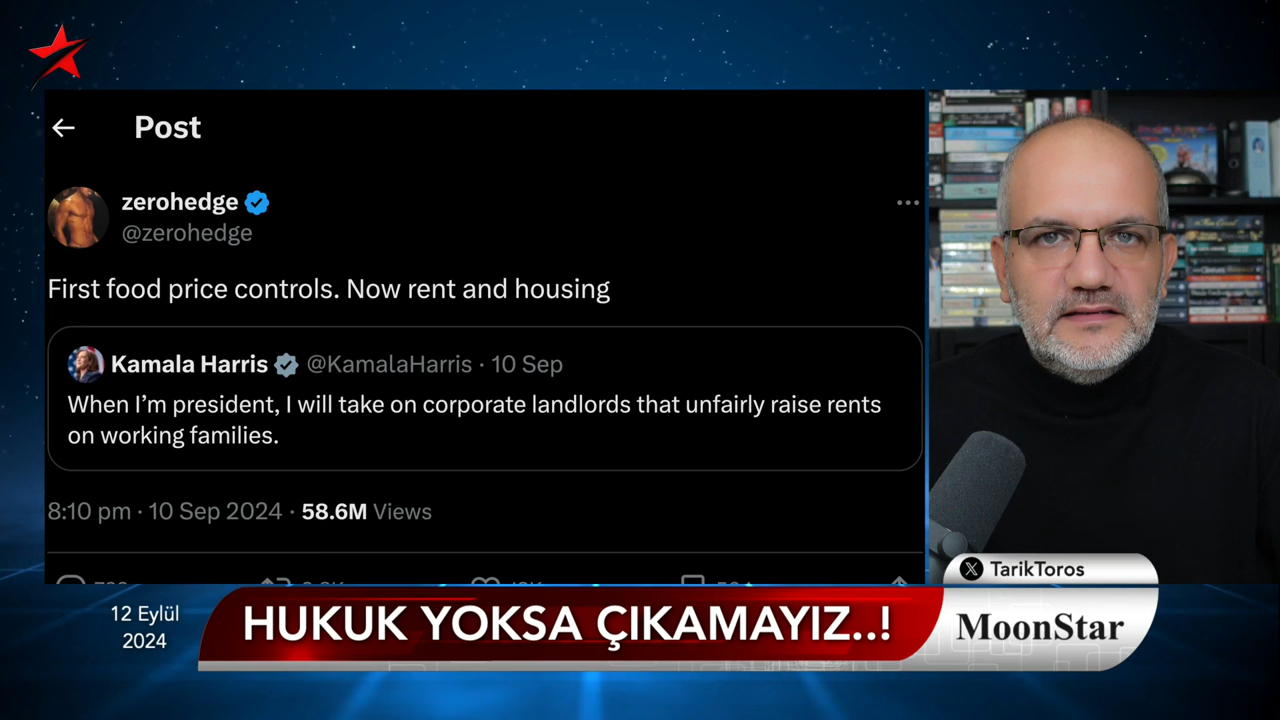 Post
zerohedge
@zerohedge
First food price controls. Now rent and housing
Kamala Harris @KamalaHarris · 10 Sep
When I'm president, I will take on corporate landlords that unfairly raise rents
on working families.
8:10 pm · 10 Sep 2024 · 58.6M Views
X TarikToros
12 Eylül
2024
HUKUK YOKSA ÇIKAMAYIZ..!
MoonStar